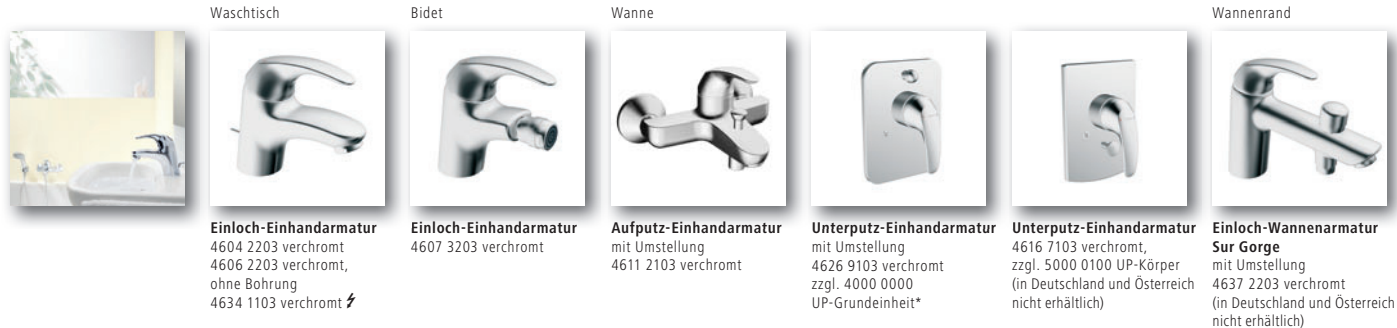 Waschtisch
Bidet
Wanne
Wannenrand
Einloch-Einhandarmatur
4604 2203 verchromt
4606 2203 verchromt,
ohne Bohrung
4634 1103 verchromt
Einloch-Einhandarmatur
4607 3203 verchromt
Aufputz-Einhandarmatur
mit Umstellung
4611 2103 verchromt
Unterputz-Einhandarmatur
mit Umstellung
4626 9103 verchromt
zzgl. 4000 0000
UP-Grundeinheit*
Unterputz-Einhandarmatur
4616 7103 verchromt,
zzgl. 5000 0100 UP-Körper
(in Deutschland und Österreich
nicht erhältlich)
Einloch-Wannenarmatur
Sur Gorge
mit Umstellung
4637 2203 verchromt
(in Deutschland und Österreich
nicht erhältlich)